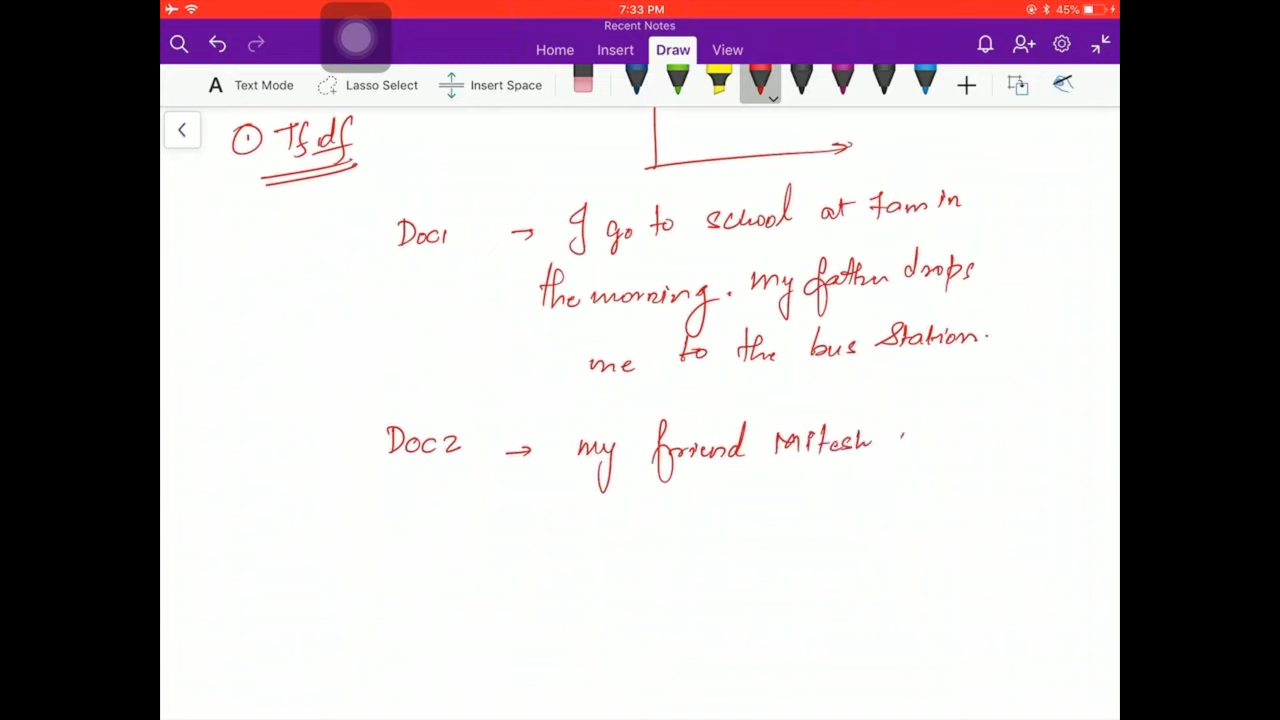 7:33 PM
45%
Recent Notes
Home Insert Draw View
A Text Mode Lasso Select Insert Space
① Tf idf
Doc1 → I go to school at 7am in
the morning. my father drops
me to the bus station.
Doc2 → my friend Mitesh